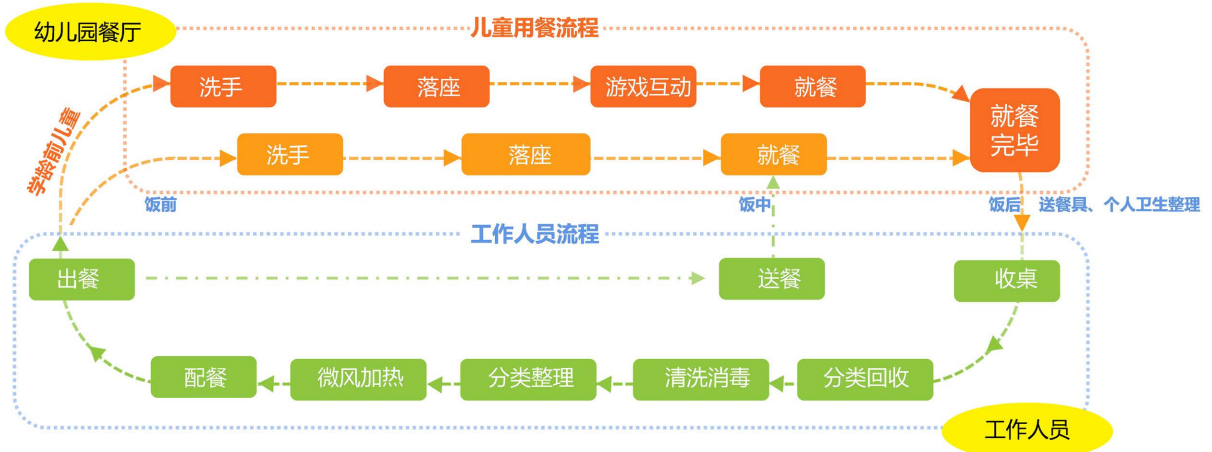 幼儿园餐厅
儿童用餐流程
学龄前儿童
洗手
落座
游戏互动
就餐
洗手
落座
就餐
就餐
完毕
饭前
饭中
饭后 送餐具、个人卫生整理
工作人员流程
出餐
送餐
收桌
配餐
微风加热
分类整理
清洗消毒
分类回收
工作人员